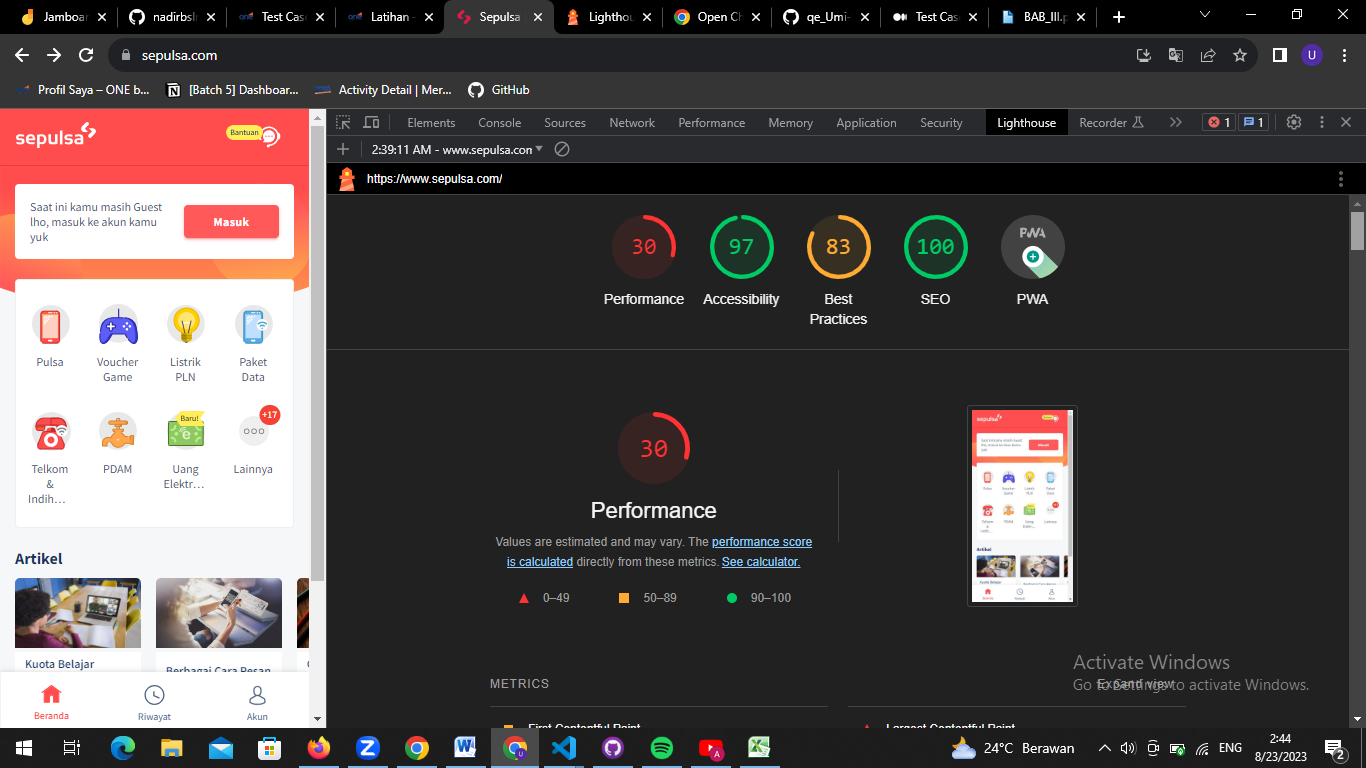 Jamboar
nadirbsl
Test Cas
Latihan -
Sepulsa
Lighthou
Open Ch
qe_Umi-
Test Cas
BAB_III.p
sepulsa.com
U
Profil Saya – ONE b...
[Batch 5] Dashboar...
Activity Detail | Mer...
GitHub
sepulsa
Bantuan
Saat ini kamu masih Guest
lho, masuk ke akun kamu
yuk
Masuk
Pulsa
Voucher
Game
Listrik
PLN
Paket
Data
Baru!
+17
Telkom
&
Indih...
PDAM
Uang
Elektr...
Lainnya
Artikel
Kuota Belajar
Berbagai Cara Pesan
Beranda
Riwayat
Akun
Elements
Console
Sources
Network
Performance
Memory
Application
Security
Lighthouse
Recorder
1
1
2:39:11 AM - www.sepulsa.con
https://www.sepulsa.com/
30
97
83
100
PWA
Performance
Accessibility
Best
Practices
SEO
PWA
30
Performance
Values are estimated and may vary. The performance score
is calculated directly from these metrics. See calculator.
0–49
50–89
90–100
METRICS
Expand view
First Contentful Paint
Largest Contentful Paint
Activate Windows
Go to Settings to activate Windows.
24°C Berawan
ENG
2:44
8/23/2023
2